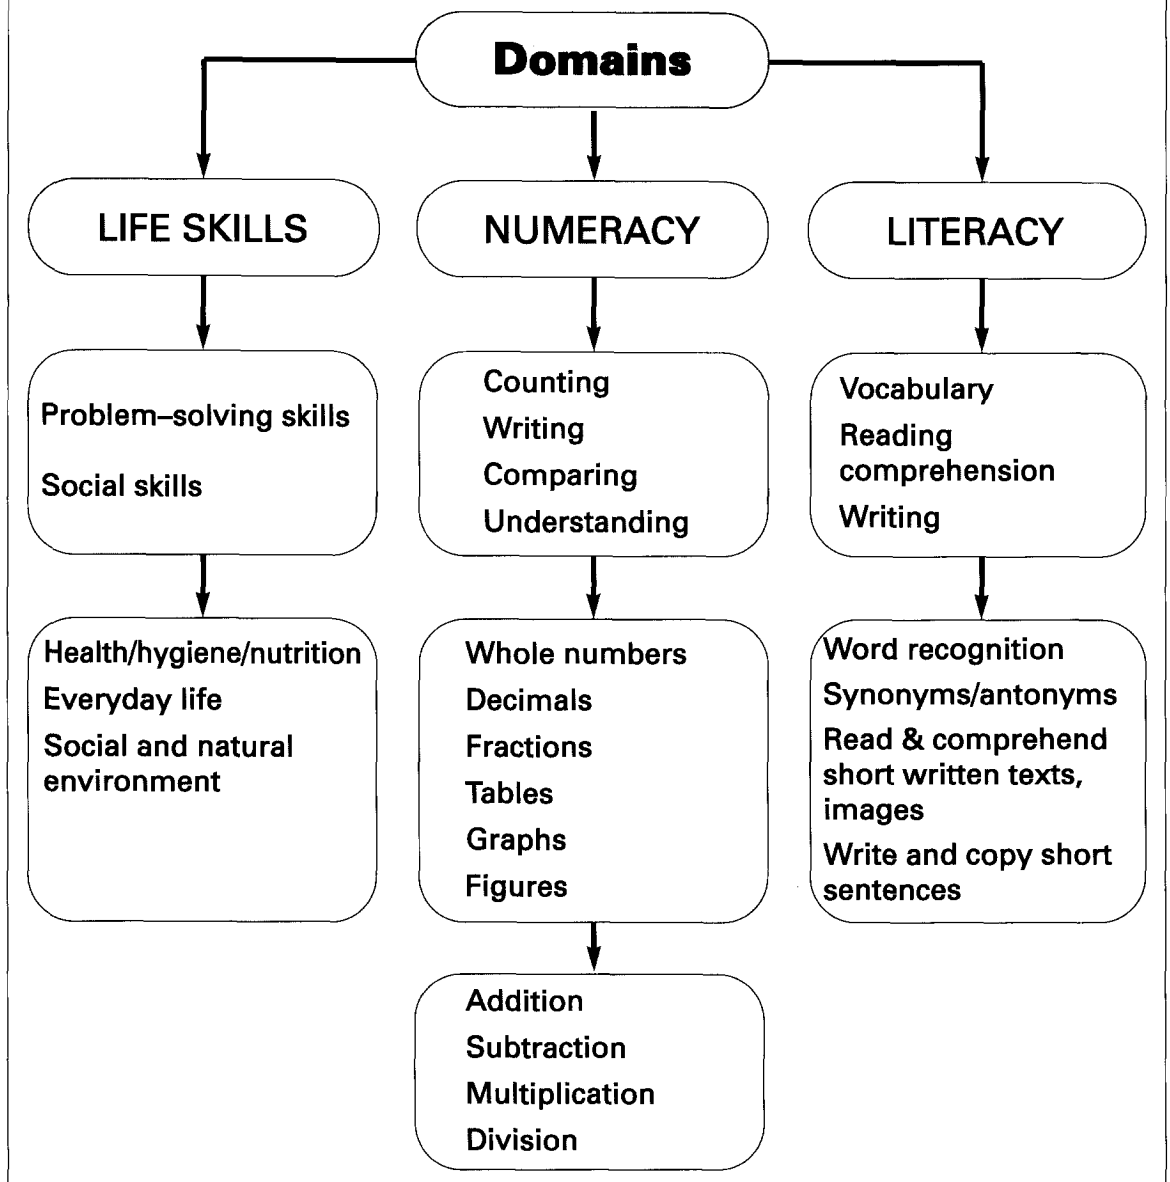 Domains
LIFE SKILLS
NUMERACY
LITERACY
Problem–solving skills
Social skills
Counting
Writing
Comparing
Understanding
Vocabulary
Reading
comprehension
Writing
Health/hygiene/nutrition
Everyday life
Social and natural
environment
Whole numbers
Decimals
Fractions
Tables
Graphs
Figures
Word recognition
Synonyms/antonyms
Read & comprehend
short written texts,
images
Write and copy short
sentences
Addition
Subtraction
Multiplication
Division